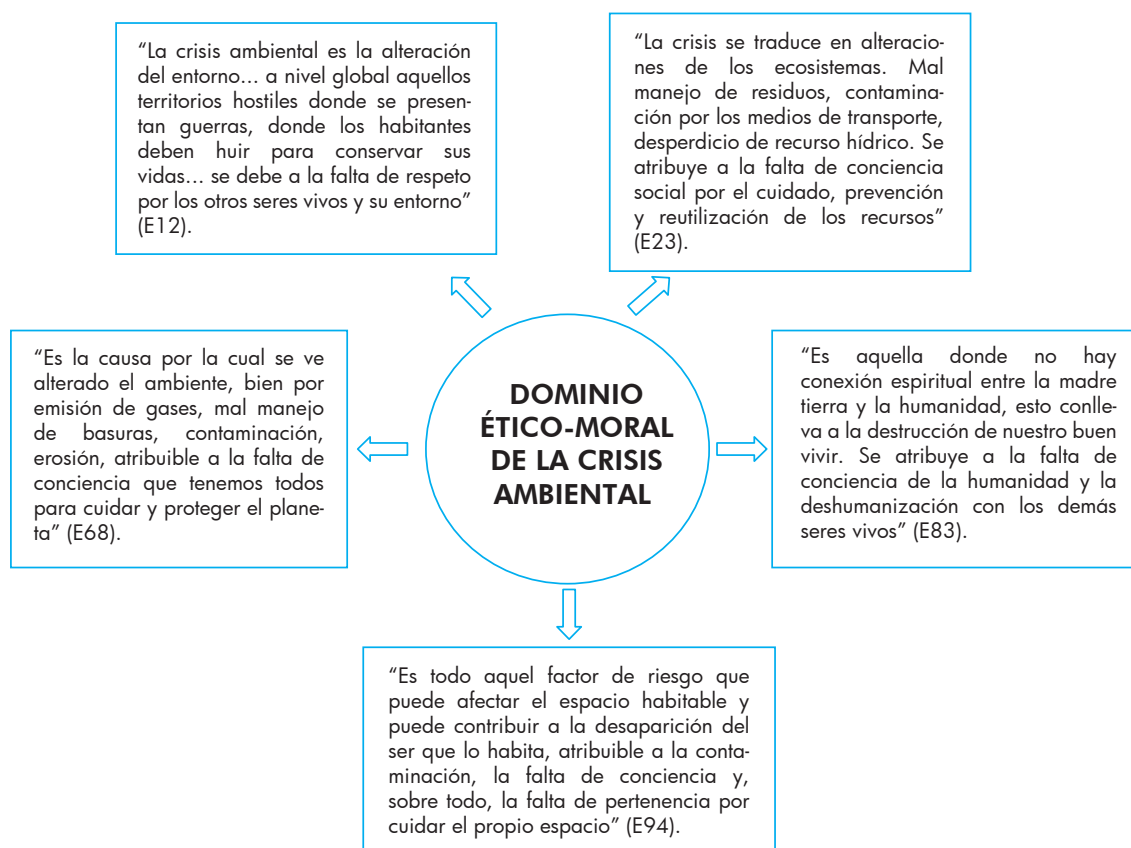 “La crisis ambiental es la alteración
del entorno... a nivel global aquellos
territorios hostiles donde se presen-
tan guerras, donde los habitantes
deben huir para conservar sus
vidas... se debe a la falta de respeto
por los otros seres vivos y su entorno”
(E12).
“La crisis se traduce en alteracio-
nes de los ecosistemas. Mal
manejo de residuos, contamina-
ción por los medios de transporte,
desperdicio de recurso hídrico. Se
atribuye a la falta de conciencia
social por el cuidado, prevención
y reutilización de los recursos”
(E23).
“Es la causa por la cual se ve
alterado el ambiente, bien por
emisión de gases, mal manejo
de basuras, contaminación,
erosión, atribuible a la falta de
conciencia que tenemos todos
para cuidar y proteger el plane-
ta” (E68).
DOMINIO
ÉTICO-MORAL
DE LA CRISIS
AMBIENTAL
“Es aquella donde no hay
conexión espiritual entre la madre
tierra y la humanidad, esto conlle-
va a la destrucción de nuestro buen
vivir. Se atribuye a la falta de
conciencia de la humanidad y la
deshumanización con los demás
seres vivos” (E83).
“Es todo aquel factor de riesgo que
puede afectar el espacio habitable y
puede contribuir a la desaparición del
ser que lo habita, atribuible a la conta-
minación, la falta de conciencia y,
sobre todo, la falta de pertenencia por
cuidar el propio espacio” (E94).